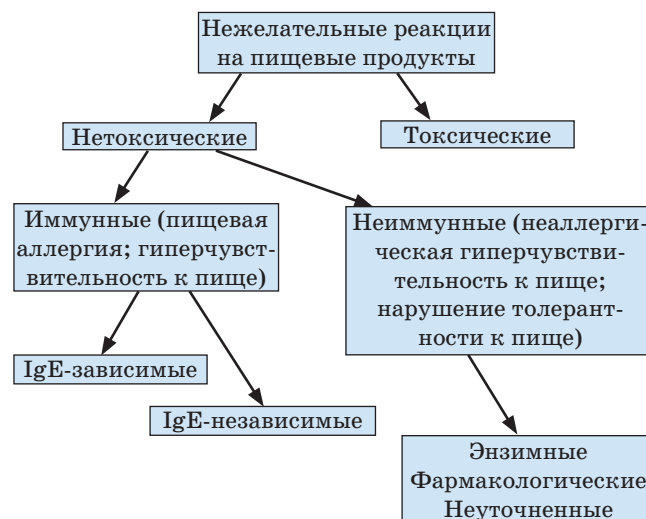 Нежелательные реакции
на пищевые продукты
Нетоксические
Токсические
Иммунные (пищевая
аллергия; гиперчувст-
вительность к пище)
Неиммунные (неаллерги-
ческая гиперчувстви-
тельность к пище;
нарушение толерант-
ности к пище)
IgE-зависимые
IgE-независимые
Энзимные
Фармакологические
Неуточненные